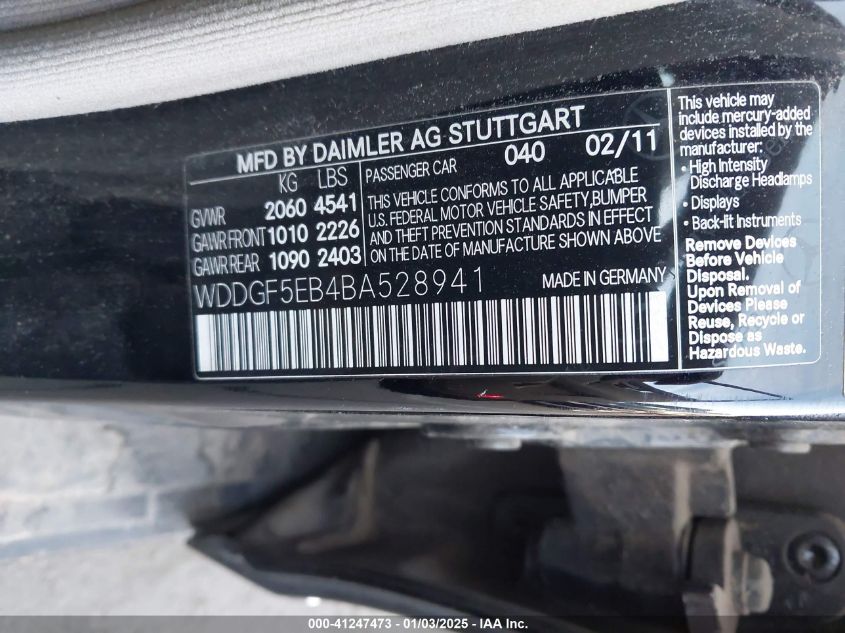 MFD BY DAIMLER AG STUTTGART
KG LBS
GVWR 2060 4541
GAWR FRONT 1010 2226
GAWR REAR 1090 2403
PASSENGER CAR 040 02/11
THIS VEHICLE CONFORMS TO ALL APPLICABLE
U.S. FEDERAL MOTOR VEHICLE SAFETY,BUMPER
AND THEFT PREVENTION STANDARDS IN EFFECT
ON THE DATE OF MANUFACTURE SHOWN ABOVE
WDDGF5EB4BA528941
MADE IN GERMANY
This vehicle may
include mercury-added
devices installed by the
manufacturer:
• High Intensity
Discharge Headlamps
• Displays
• Back-lit Instruments
Remove Devices
Before Vehicle
Disposal.
Upon Removal of
Devices Please
Reuse, Recycle or
Dispose as
Hazardous Waste.
000-41247473 - 01/03/2025 - IAA Inc.